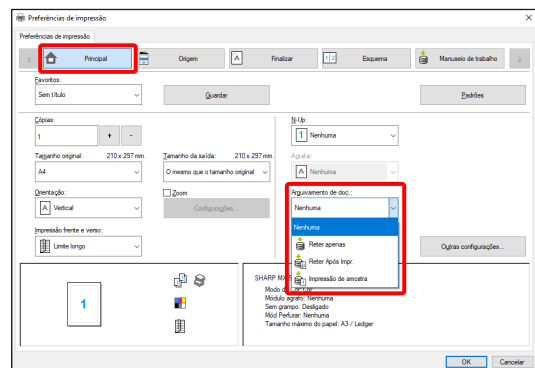 Preferências de impressão
Preferências de impressão
1 Principal Origem Finalizar Esquema Manuseio de trabalho 2
Favoritos:
Sem título Guardar Padrões
Cópias: N-Up:
1 + - 1 Nenhuma
Tamanho original: 210 x 297 mm. Tamanho da saída: 210 x 297 mm. Agrafar:
A4 O mesmo que o tamanho original A Nenhuma
Orientação: Zoom Arquivamento de doc.:
A Vertical Configurações... Nenhuma
Impressão frente e verso: Nenhuma
Limite longo Reter apenas Outras configurações...
Reter Após Impr.
Impressão de amostra
1
SHARP
Módulo agrafo: Nenhuma
Sem grampo: Desligado
Mód Perfurar: Nenhuma
Tamanho máximo do papel: A3 / Ledger
OK Cancelar